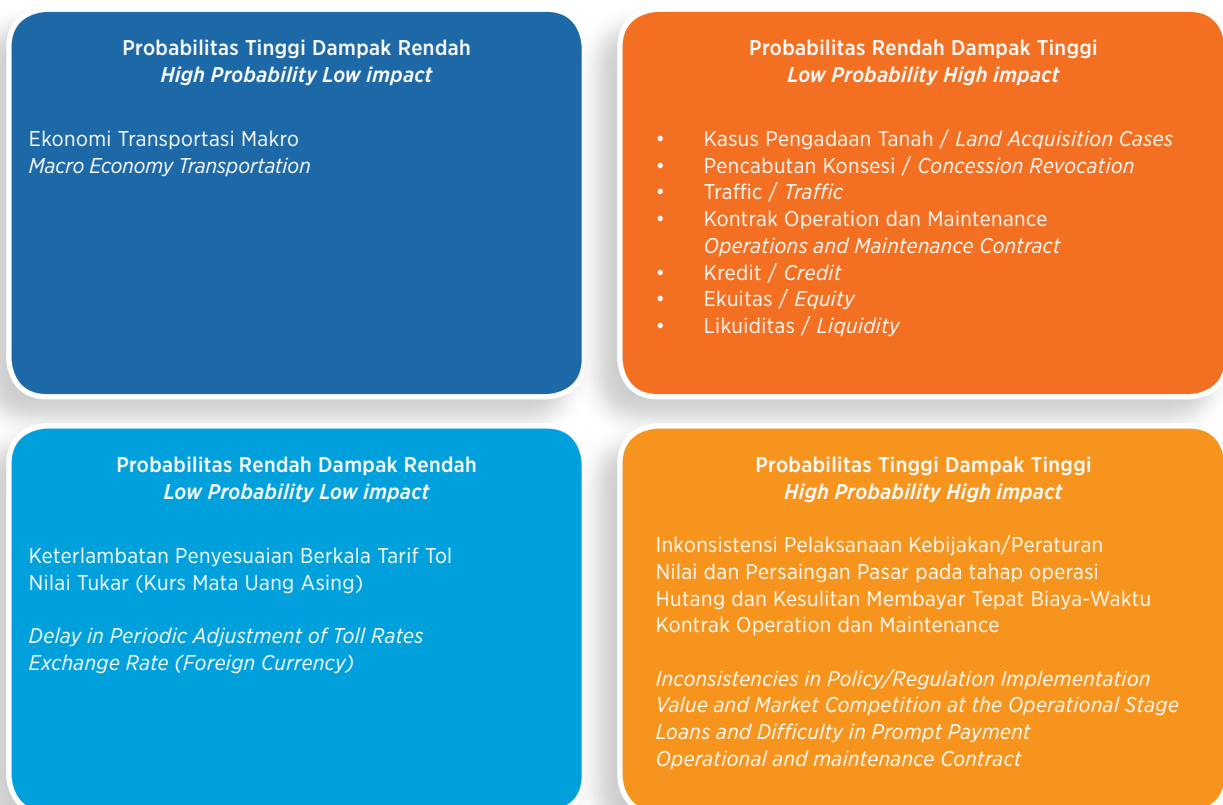 Probabilitas Tinggi Dampak Rendah
High Probability Low impact
Ekonomi Transportasi Makro
Macro Economy Transportation
Probabilitas Rendah Dampak Tinggi
Low Probability High impact
• Kasus Pengadaan Tanah / Land Acquisition Cases
• Pencabutan Konsesi / Concession Revocation
• Traffic / Traffic
• Kontrak Operation dan Maintenance
Operations and Maintenance Contract
• Kredit / Credit
• Ekuitas / Equity
• Likuiditas / Liquidity
Probabilitas Rendah Dampak Rendah
Low Probability Low impact
Keterlambatan Penyesuaian Berkala Tarif Tol
Nilai Tukar (Kurs Mata Uang Asing)
Delay in Periodic Adjustment of Toll Rates
Exchange Rate (Foreign Currency)
Probabilitas Tinggi Dampak Tinggi
High Probability High impact
Inkonsistensi Pelaksanaan Kebijakan/Peraturan
Nilai dan Persaingan Pasar pada tahap operasi
Hutang dan Kesulitan Membayar Tepat Biaya-Waktu
Kontrak Operation dan Maintenance
Inconsistencies in Policy/Regulation Implementation
Value and Market Competition at the Operational Stage
Loans and Difficulty in Prompt Payment
Operational and maintenance Contract